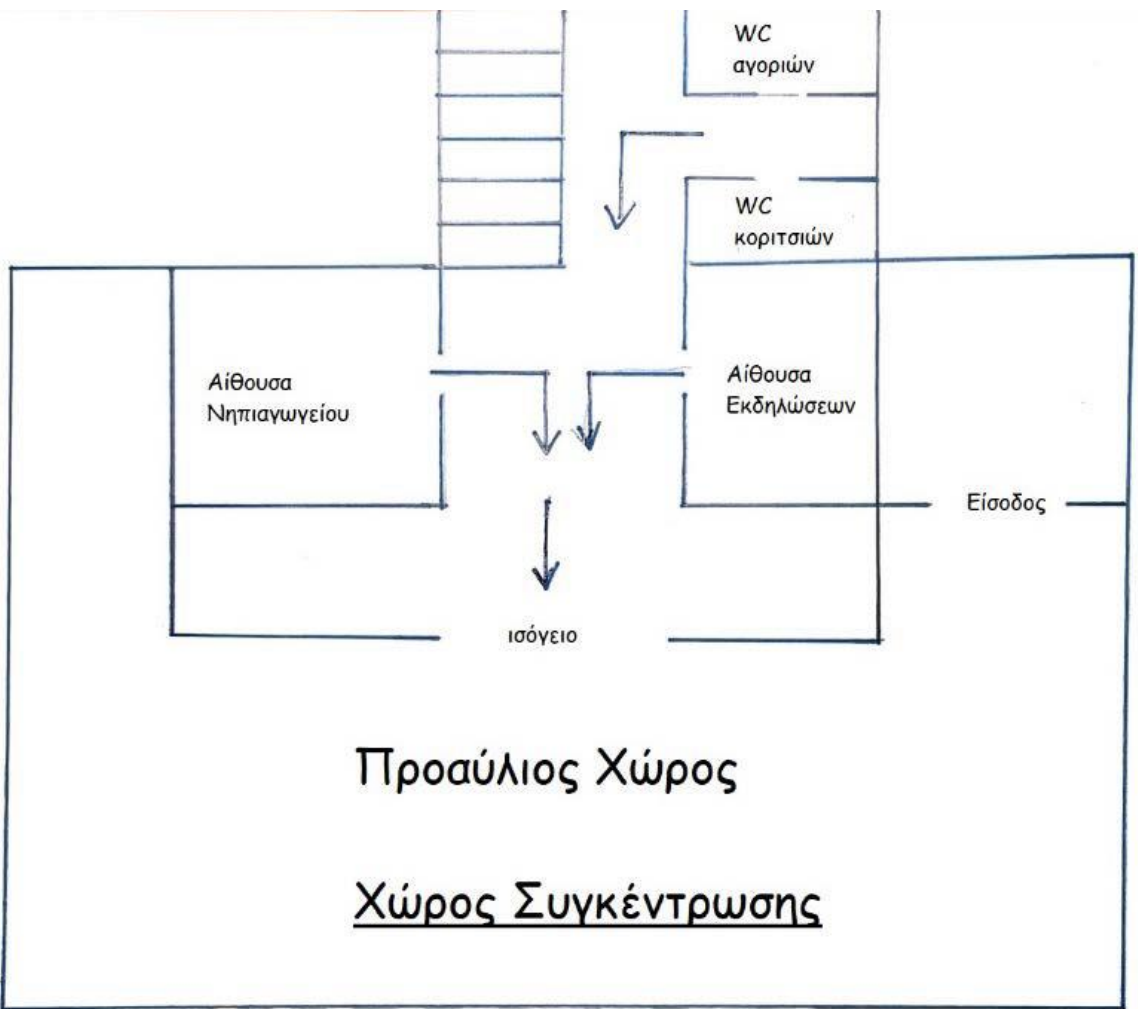 WC
αγοριών
WC
κοριτσιών
Αίθουσα
Νηπιαγωγείου
Αίθουσα
Εκδηλώσεων
Είσοδος
ισόγειο
Προαύλιος Χώρος
Χώρος Συγκέντρωσης